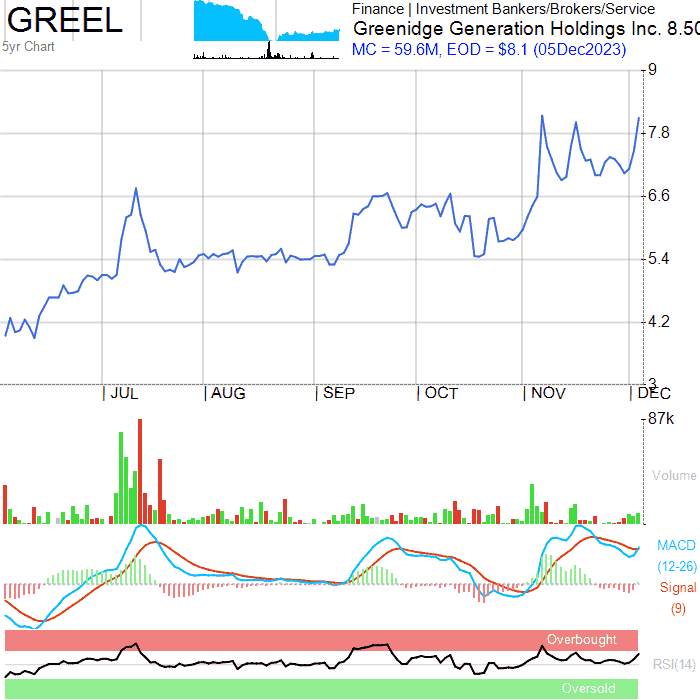 GREEL
5yr Chart
Finance | Investment Bankers/Brokers/Service
Greenidge Generation Holdings Inc. 8.50
MC = 59.6M, EOD = $8.1 (05Dec2023)
9
7.8
6.6
5.4
4.2
3
| JUL | AUG | SEP | OCT | NOV | DEC
87k
Volume
MACD
(12-26)
Signal
(9)
Overbought
RSI(14)
Oversold